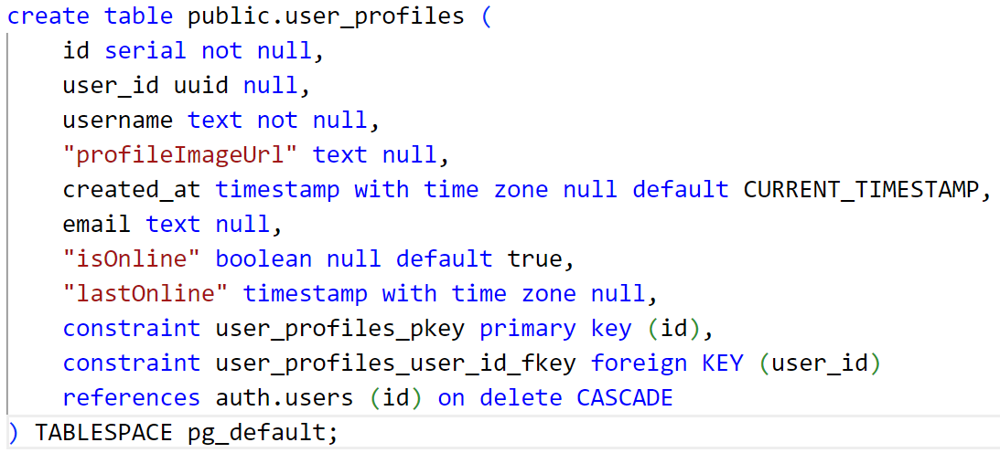 create table public.user_profiles (
    id serial not null,
    user_id uuid null,
    username text not null,
    "profileImageUrl" text null,
    created_at timestamp with time zone null default CURRENT_TIMESTAMP,
    email text null,
    "isOnline" boolean null default true,
    "lastOnline" timestamp with time zone null,
    constraint user_profiles_pkey primary key (id),
    constraint user_profiles_user_id_fkey foreign KEY (user_id)
    references auth.users (id) on delete CASCADE
) TABLESPACE pg_default;